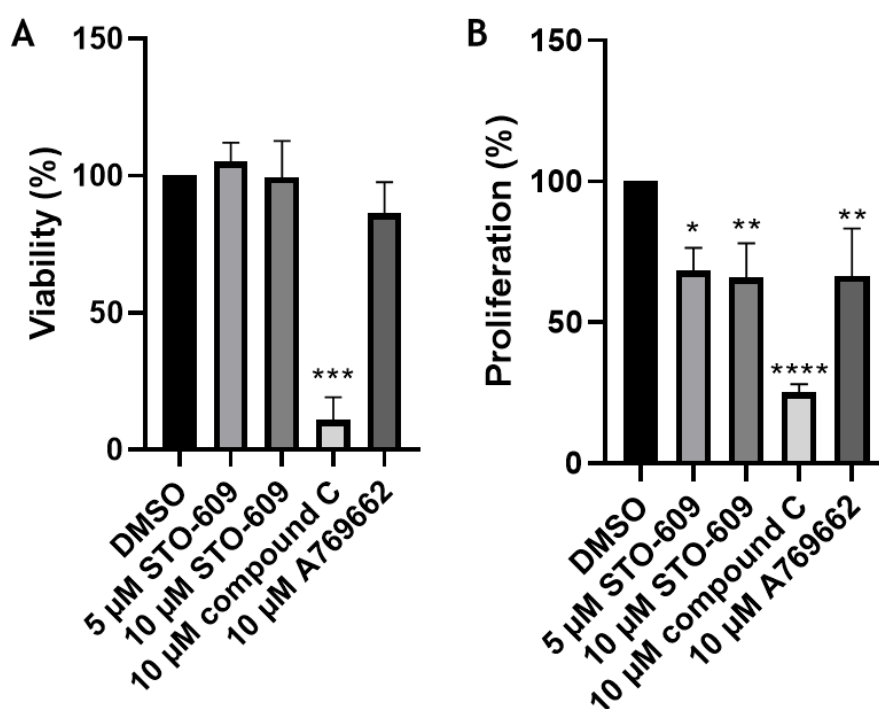 A
Viability (%)
150
100
50
0
***
DMSO
5 µM STO-609
10 µM STO-609
10 µM compound C
10 µM A769662
B
Proliferation (%)
150
100
50
0
*
**
****
**
DMSO
5 µM STO-609
10 µM STO-609
10 µM compound C
10 µM A769662